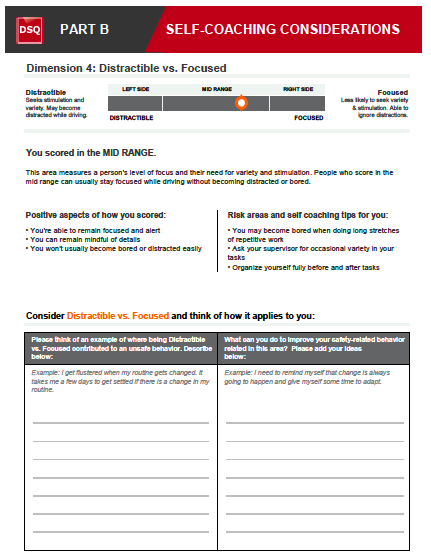 DSQ PART B SELF-COACHING CONSIDERATIONS
Dimension 4: Distractible vs. Focused
Distractible
Seeks stimulation and
variety. May become
distracted while driving.
LEFT SIDE MID RANGE RIGHT SIDE
DISTRACTIBLE FOCUSED
Focused
Less likely to seek variety
& stimulation. Able to
ignore distractions.
You scored in the MID RANGE.
This area measures a person's level of focus and their need for variety and stimulation. People who score in the
mid range can usually stay focused while driving without becoming distracted or bored.
Positive aspects of how you scored:
• You're able to remain focused and alert
• You can remain mindful of details
• You won't usually become bored or distracted easily
Risk areas and self coaching tips for you:
• You may become bored when doing long stretches
of repetitive work
• Ask your supervisor for occasional variety in your
tasks
• Organize yourself fully before and after tasks
Consider Distractible vs. Focused and think of how it applies to you:
Please think of an example of where being Distractible
vs. Focused contributed to an unsafe behavior. Describe
below:
What can you do to improve your safety-related behavior
related in this area? Please add your ideas
below:
Example: I get flustered when my routine gets changed. It
takes me a few days to get settled if there is a change in my
routine.
Example: I need to remind myself that change is always
going to happen and give myself some time to adapt.